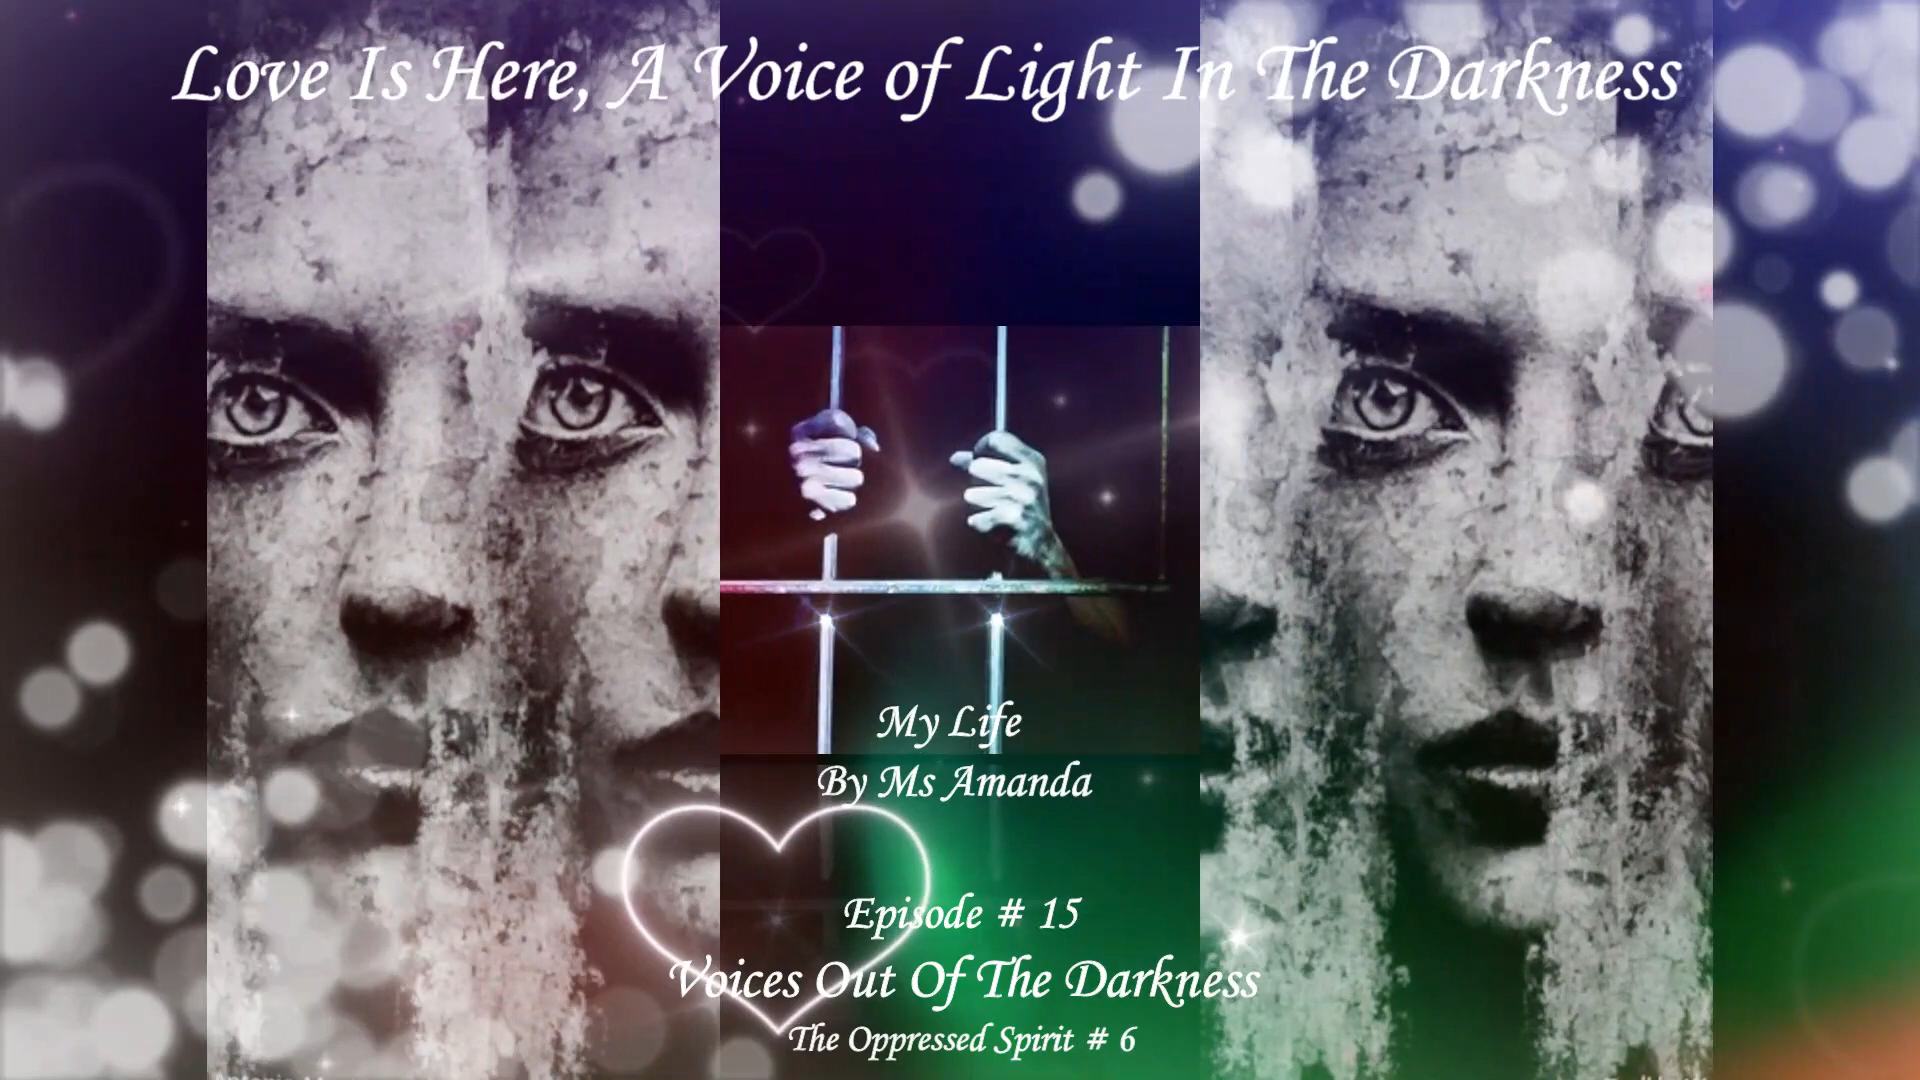 Love Is Here, A Voice of Light In The Darkness
My Life
By Ms Amanda
Episode # 15
Voices Out Of The Darkness
The Oppressed Spirit # 6